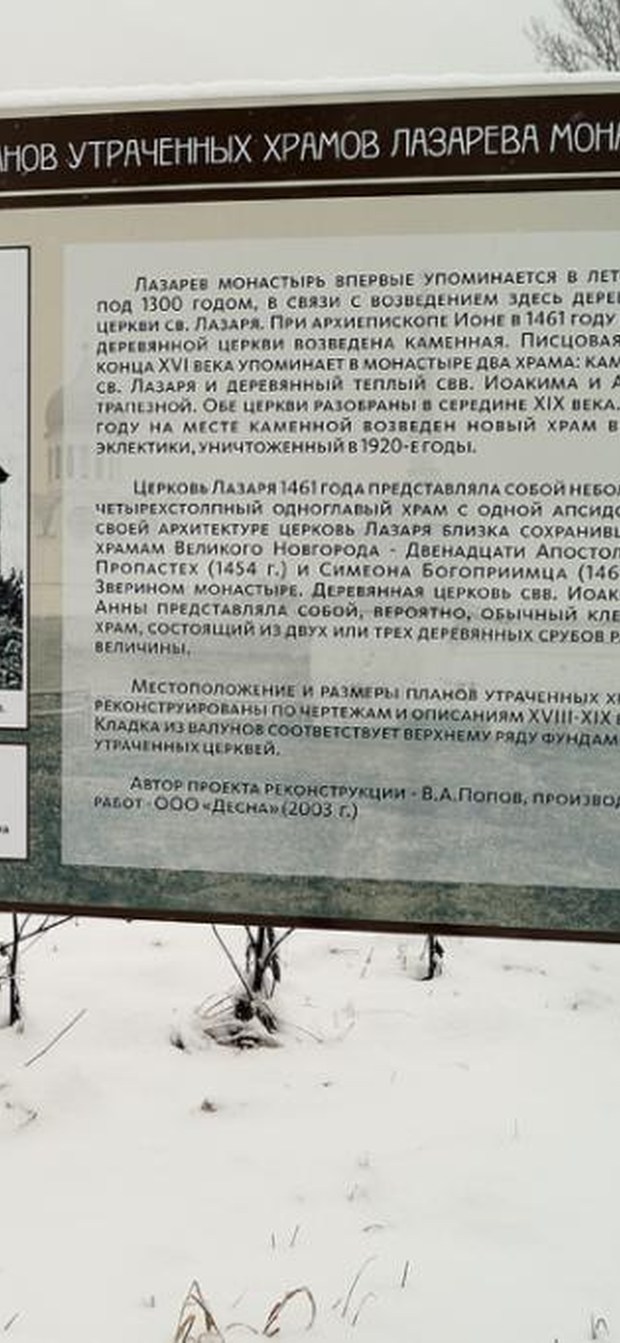 АНОВ УТРАЧЕННЫХ ХРАМОВ ЛАЗАРЕВА МОНА
ЛАЗАРЕВ МОНАСТЫРЬ ВПЕРВЫЕ УПОМИНАЕТСЯ В ЛЕТ
ПОД 1300 ГОДОМ, В СВЯЗИ С ВОЗВЕДЕНИЕМ ЗДЕСЬ ДЕРЕ
ЦЕРКВИ СВ. ЛАЗАРЯ. ПРИ АРХИЕПИСКОПЕ ИОНЕ В 1461 ГОДУ
ДЕРЕВЯННОЙ ЦЕРКВИ ВОЗВЕДЕНА КАМЕННАЯ. ПИСЦОВАЯ
КОНЦА XVI ВЕКА УПОМИНАЕТ В МОНАСТЫРЕ ДВА ХРАМА: КАМ
СВ. ЛАЗАРЯ И ДЕРЕВЯННЫЙ ТЕПЛЫЙ СВВ. ИОАКИМА И А
ТРАПЕЗНОЙ. ОБЕ ЦЕРКВИ РАЗОБРАНЫ В СЕРЕДИНЕ XIX ВЕКА.
ГОДУ НА МЕСТЕ КАМЕННОЙ ВОЗВЕДЕН НОВЫЙ ХРАМ В
ЭКЛЕКТИКИ, УНИЧТОЖЕННЫЙ В 1920-Е ГОДЫ.
ЦЕРКОВЬ ЛАЗАРЯ 1461 ГОДА ПРЕДСТАВЛЯЛА СОБОЙ НЕБОЛ
ЧЕТЫРЕХСТОЛПНЫЙ ОДНОГЛАВЫЙ ХРАМ С ОДНОЙ АПСИДО
СВОЕЙ АРХИТЕКТУРЕ ЦЕРКОВЬ ЛАЗАРЯ БЛИЗКА СОХРАНИВШ
ХРАМАМ ВЕЛИКОГО НОВГОРОДА - ДВЕНАДЦАТИ АПОСТОЛ
ПРОПАСТЕХ (1454 Г.) И СИМЕОНА БОГОПРИИМЦА (146
ЗВЕРИНОМ МОНАСТЫРЕ. ДЕРЕВЯННАЯ ЦЕРКОВЬ СВВ. ИОАК
АННЫ ПРЕДСТАВЛЯЛА СОБОЙ, ВЕРОЯТНО, ОБЫЧНЫЙ КЛЕ
ХРАМ, СОСТОЯЩИЙ ИЗ ДВУХ ИЛИ ТРЕХ ДЕРЕВЯННЫХ СРУБОВ РА
ВЕЛИЧИНЫ.
МЕСТОПОЛОЖЕНИЕ И РАЗМЕРЫ ПЛАНОВ УТРАЧЕННЫХ Х
РЕКОНСТРУИРОВАНЫ ПО ЧЕРТЕЖАМ И ОПИСАНИЯМ XVIII-XIX В
КЛАДКА ИЗ ВАЛУНОВ СООТВЕТСТВУЕТ ВЕРХНЕМУ РЯДУ ФУНДАМ
УТРАЧЕННЫХ ЦЕРКВЕЙ.
АВТОР ПРОЕКТА РЕКОНСТРУКЦИИ - В.А.ПОПОВ, ПРОИЗВОД
РАБОТ - ООО «ДЕСНА» (2003 Г.)